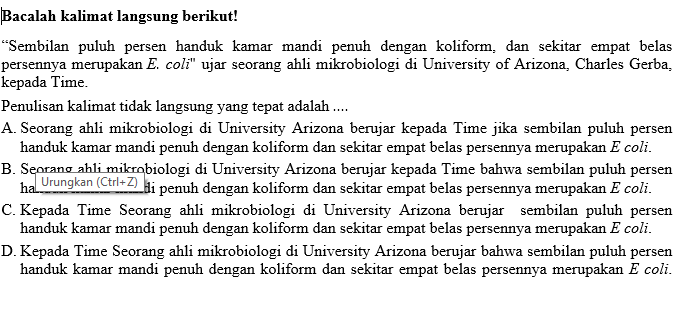 Bacalah kalimat langsung berikut!
“Sembilan puluh persen handuk kamar mandi penuh dengan koliform, dan sekitar empat belas
persennya merupakan E. coli" ujar seorang ahli mikrobiologi di University of Arizona, Charles Gerba,
kepada Time.
Penulisan kalimat tidak langsung yang tepat adalah ....
A. Seorang ahli mikrobiologi di University Arizona berujar kepada Time jika sembilan puluh persen
handuk kamar mandi penuh dengan koliform dan sekitar empat belas persennya merupakan E coli.
B. Seorang ahli mikrobiologi di University Arizona berujar kepada Time bahwa sembilan puluh persen
Urungkan (Ctrl+Z)
penuh dengan koliform dan sekitar empat belas persennya merupakan E coli.
C. Kepada Time Seorang ahli mikrobiologi di University Arizona berujar sembilan puluh persen
handuk kamar mandi penuh dengan koliform dan sekitar empat belas persennya merupakan E coli.
D. Kepada Time Seorang ahli mikrobiologi di University Arizona berujar bahwa sembilan puluh persen
handuk kamar mandi penuh dengan koliform dan sekitar empat belas persennya merupakan E coli.